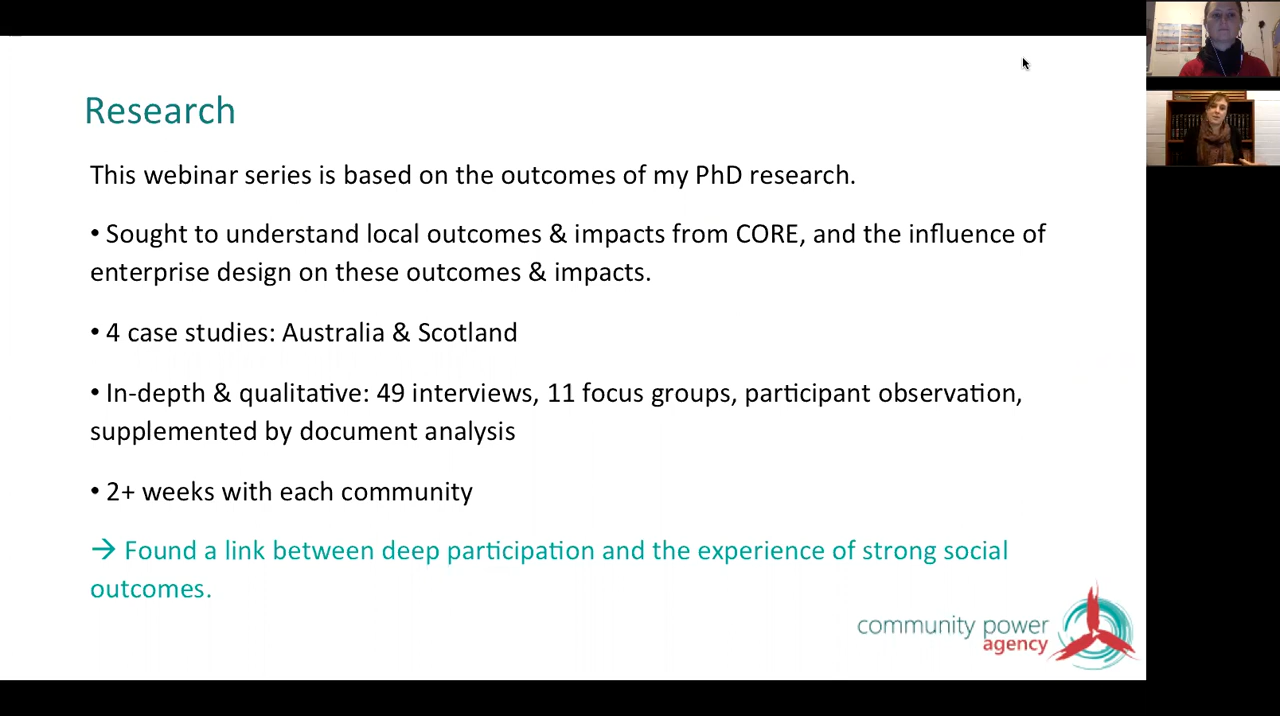 Research
This webinar series is based on the outcomes of my PhD research.
• Sought to understand local outcomes & impacts from CORE, and the influence of
enterprise design on these outcomes & impacts.
• 4 case studies: Australia & Scotland
• In-depth & qualitative: 49 interviews, 11 focus groups, participant observation,
supplemented by document analysis
• 2+ weeks with each community
→ Found a link between deep participation and the experience of strong social
outcomes.
community power
agency